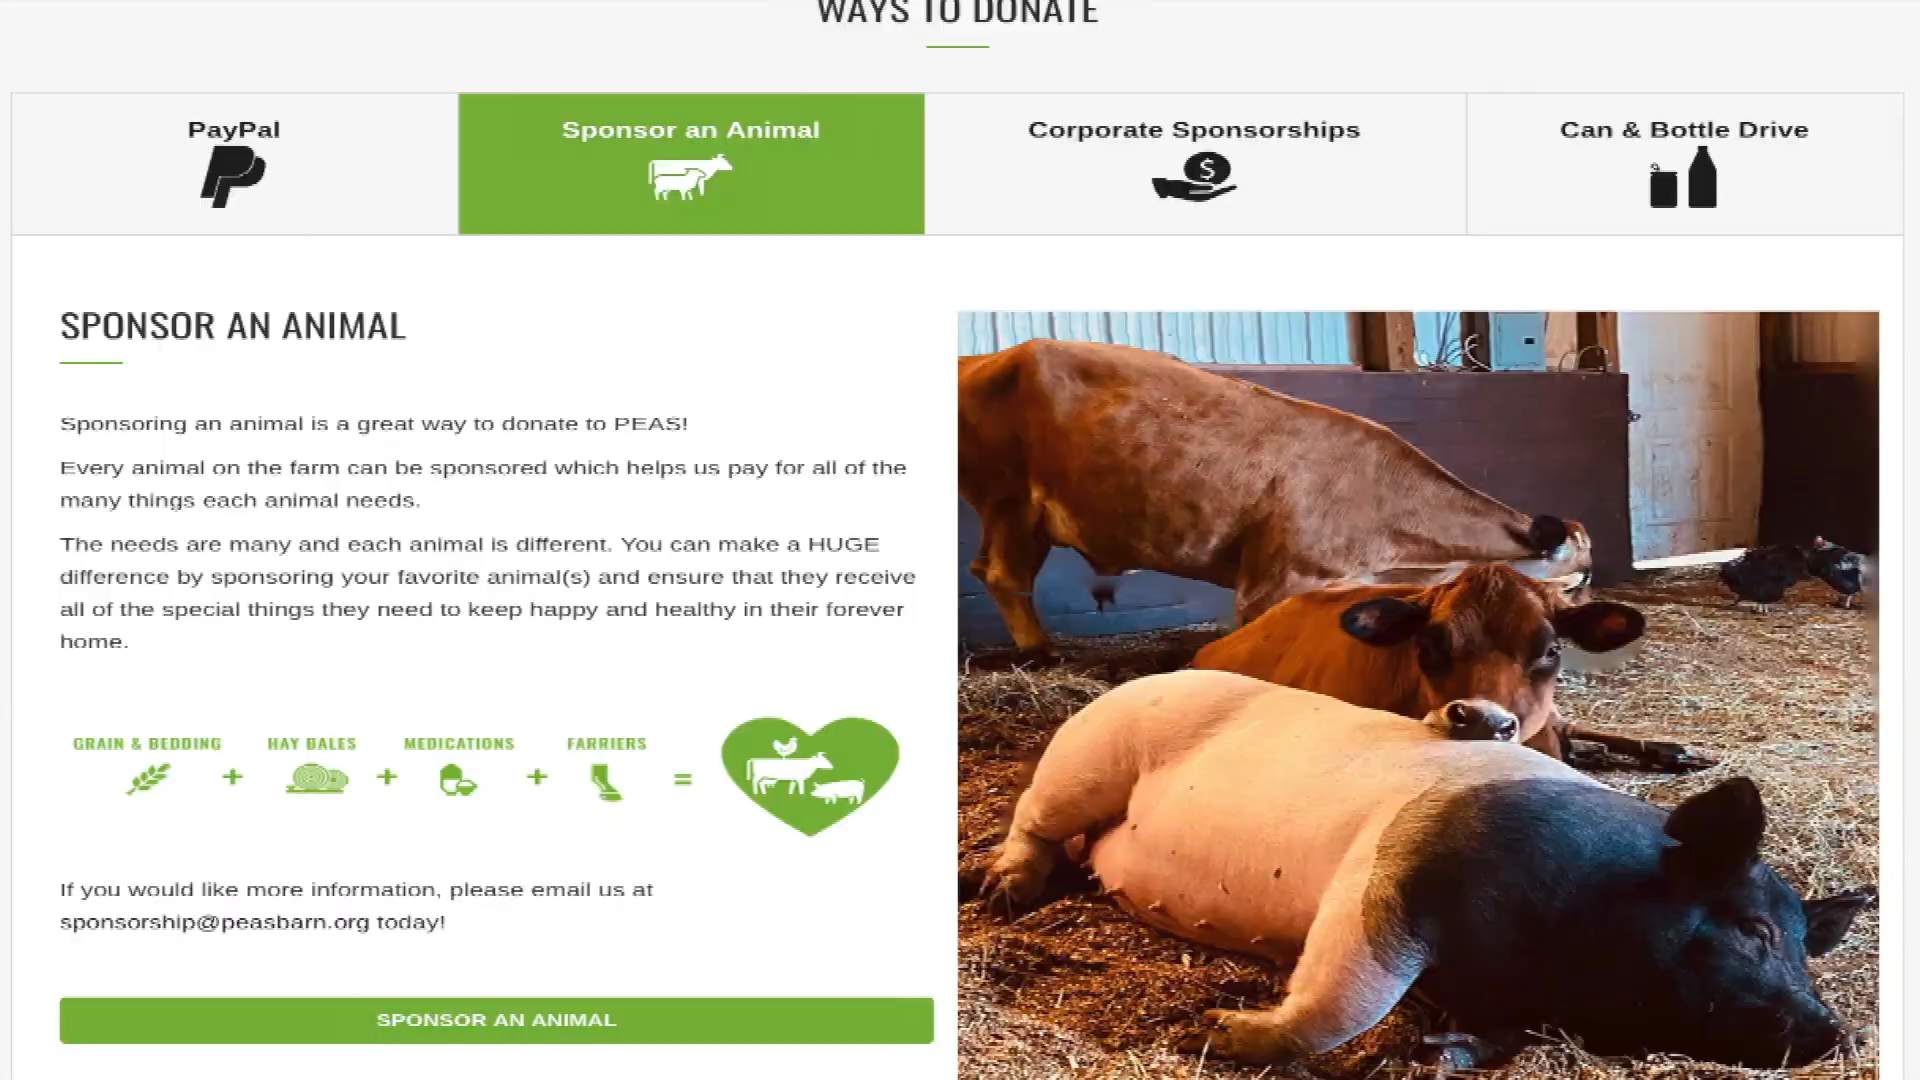 WAYS TO DONATE
PayPal
Sponsor an Animal
Corporate Sponsorships
Can & Bottle Drive
SPONSOR AN ANIMAL
Sponsoring an animal is a great way to donate to PEAS!
Every animal on the farm can be sponsored which helps us pay for all of the
many things each animal needs.
The needs are many and each animal is different. You can make a HUGE
difference by sponsoring your favorite animal(s) and ensure that they receive
all of the special things they need to keep happy and healthy in their forever
home.
GRAIN & BEDDING + HAY BALES + MEDICATIONS + FARRIERS =
If you would like more information, please email us at
sponsorship@peasbarn.org today!
SPONSOR AN ANIMAL